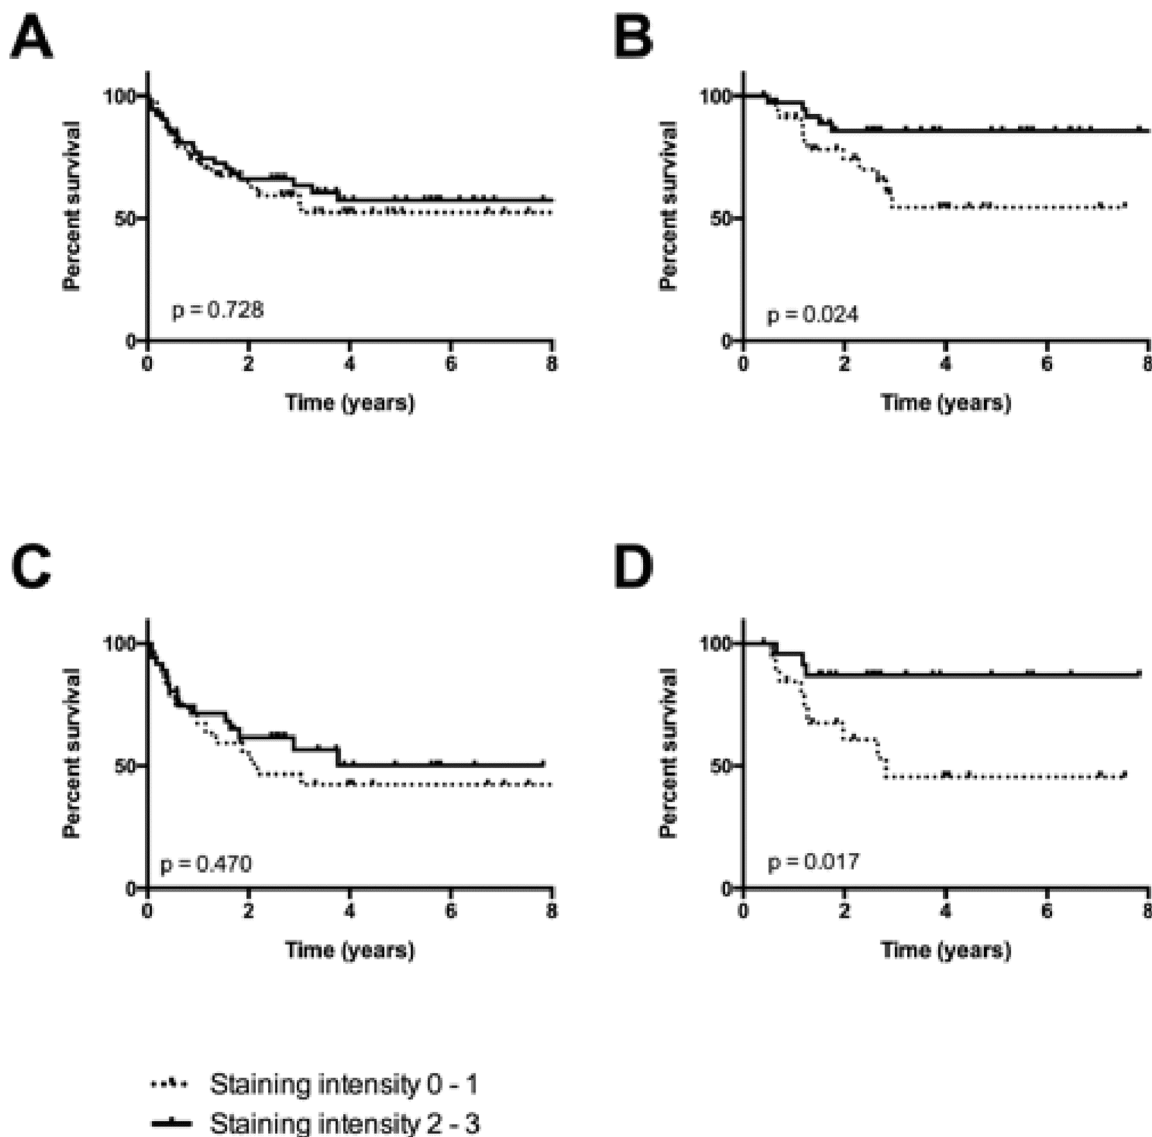 A
B
100
50
0
Percent survival
p = 0.728
0 2 4 6 8
Time (years)
100
50
0
Percent survival
p = 0.024
0 2 4 6 8
Time (years)
C
D
100
50
0
Percent survival
p = 0.470
0 2 4 6 8
Time (years)
100
50
0
Percent survival
p = 0.017
0 2 4 6 8
Time (years)
Staining intensity 0 - 1
Staining intensity 2 - 3